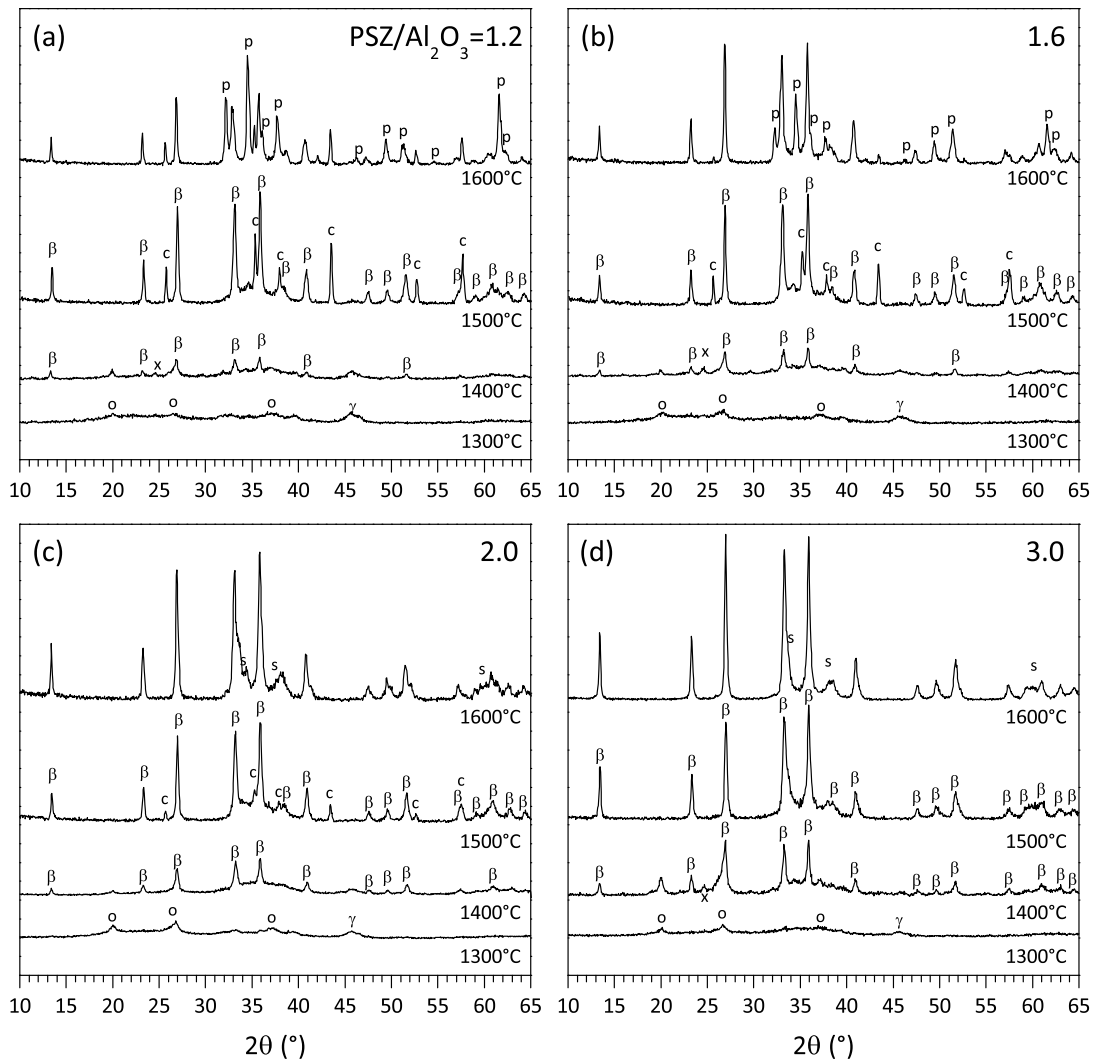 (a) PSZ/Al2O3=1.2
p p p p p p p p p p p
1600°C
β β c β β c β c β β c β β β c β c β β β β
1500°C
β β x β β β β β
1400°C
o o o γ
1300°C
10 15 20 25 30 35 40 45 50 55 60 65
(b) 1.6
p p p p p p p p p
1600°C
β β c β β c β c β β c β β β c β c β β β β
1500°C
β β x β β β β β
1400°C
o o o γ
1300°C
10 15 20 25 30 35 40 45 50 55 60 65
(c) 2.0
s s s
1600°C
β β c β β c β c β β c β β β c β c β β β β
1500°C
β β β β β β β β β β
1400°C
o o o γ
1300°C
10 15 20 25 30 35 40 45 50 55 60 65
2θ (°)
(d) 3.0
s s s
1600°C
β β β β β β β β β β β β β β
1500°C
β β x β β β β β β β β β β β
1400°C
o o o γ
1300°C
10 15 20 25 30 35 40 45 50 55 60 65
2θ (°)